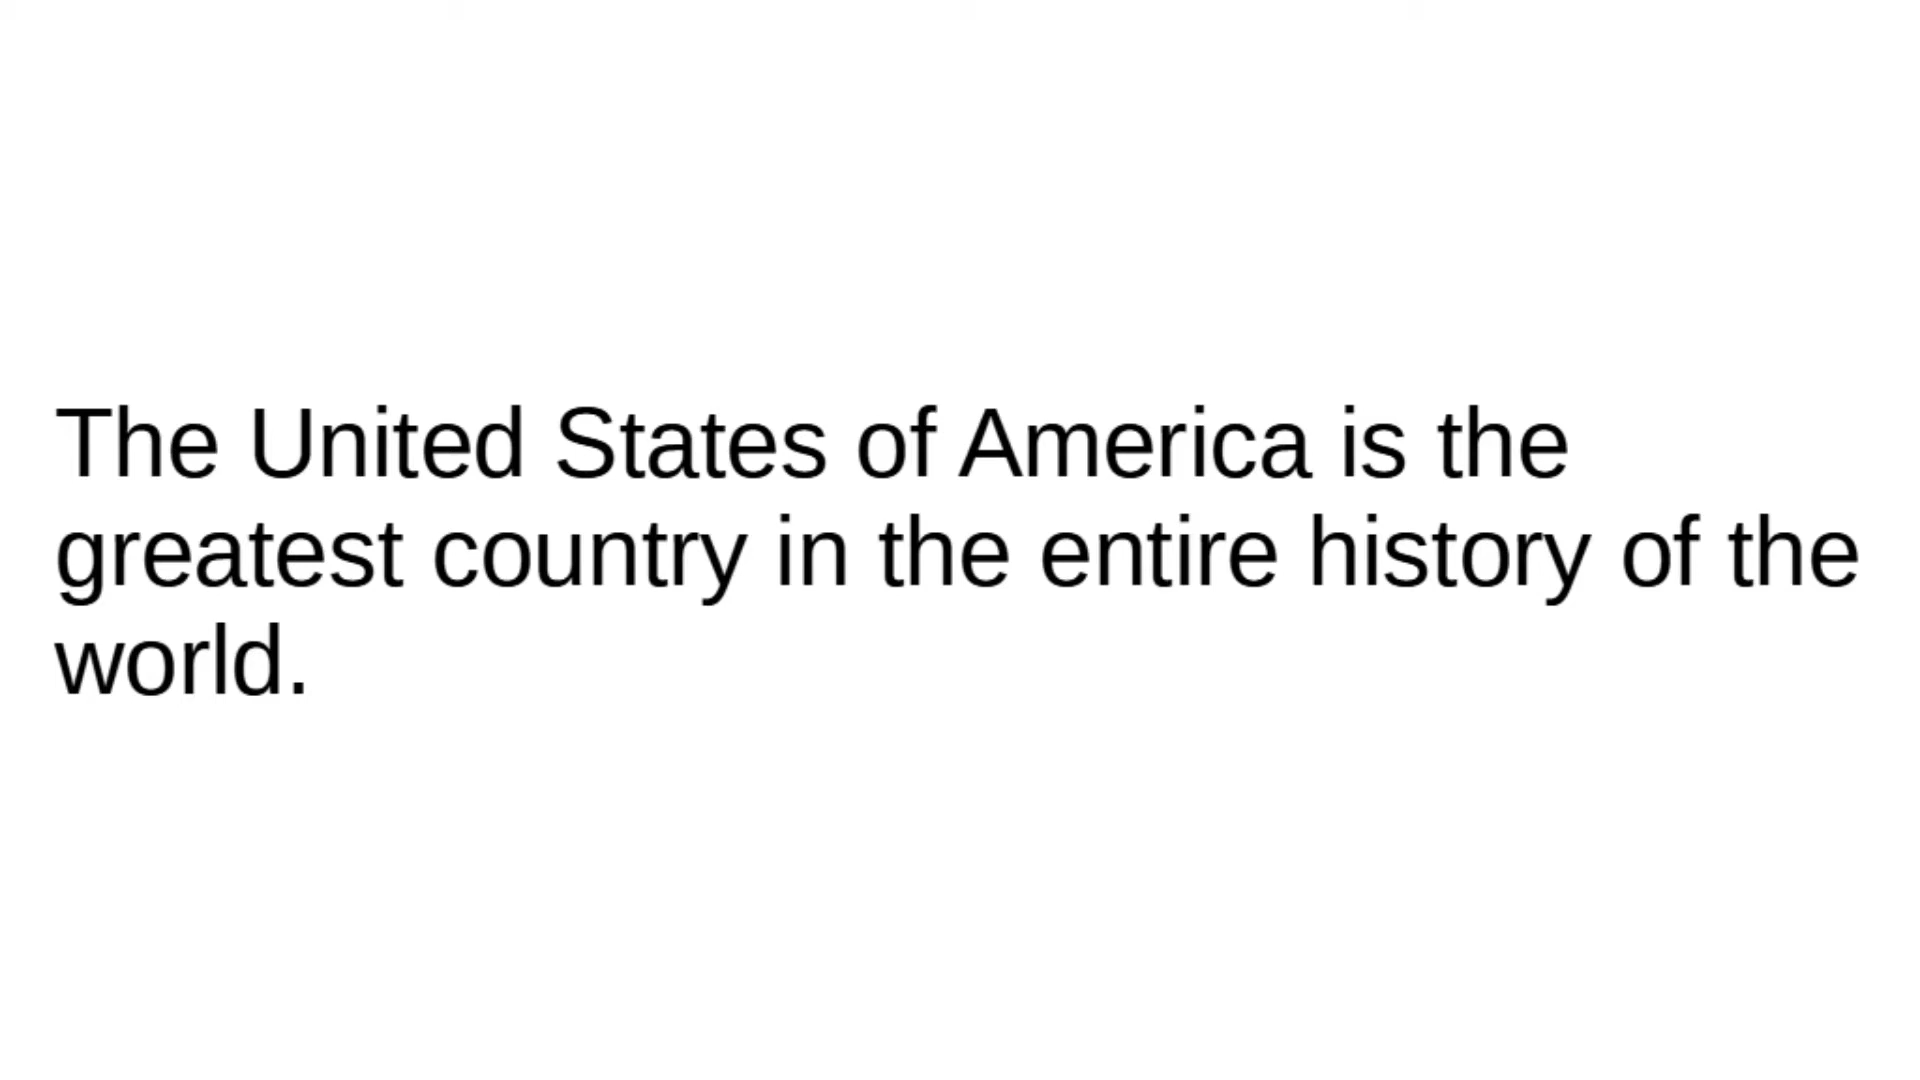 The United States of America is the
greatest country in the entire history of the
world.